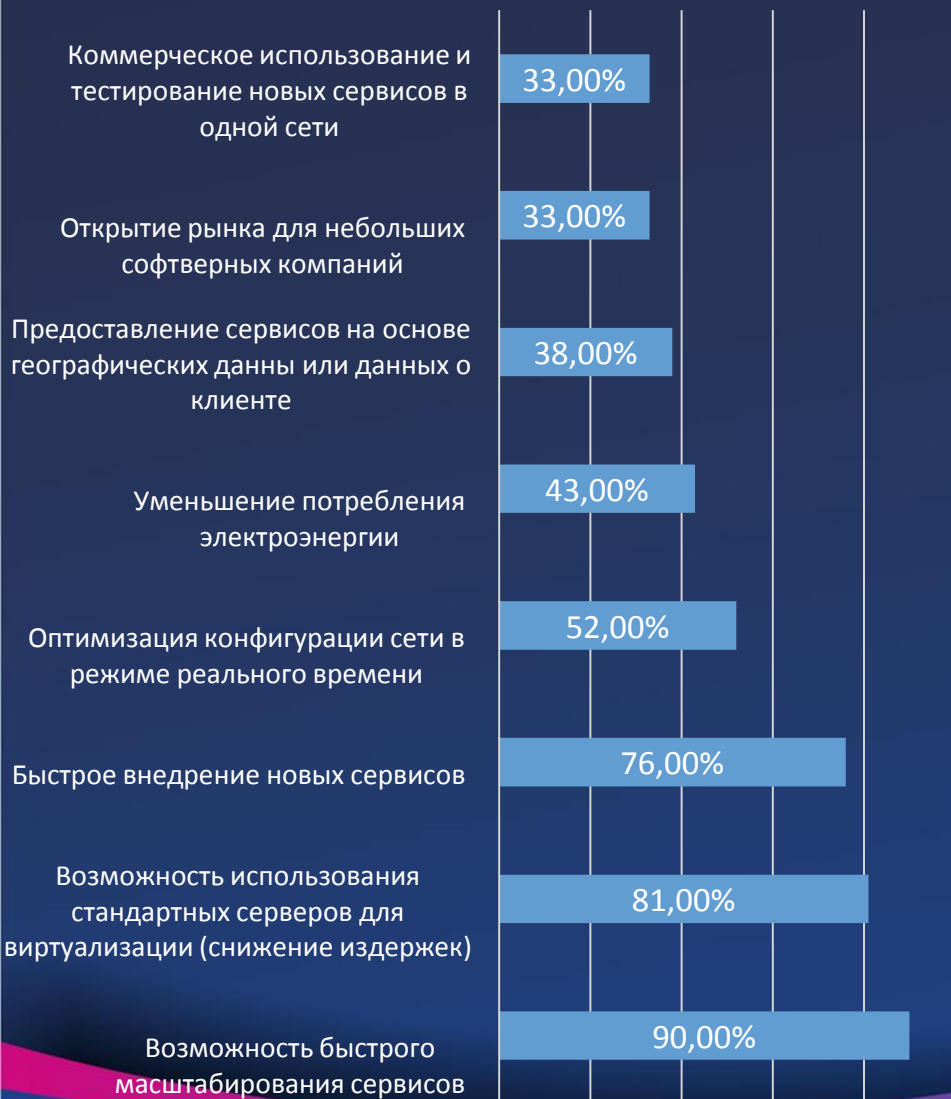 Коммерческое использование и
тестирование новых сервисов в
одной сети
33,00%
Открытие рынка для небольших
софтверных компаний
33,00%
Предоставление сервисов на основе
географических данны или данных о
клиенте
38,00%
Уменьшение потребления
электроэнергии
43,00%
Оптимизация конфигурации сети в
режиме реального времени
52,00%
Быстрое внедрение новых сервисов
76,00%
Возможность использования
стандартных серверов для
виртуализации (снижение издержек)
81,00%
Возможность быстрого
масштабирования сервисов
90,00%